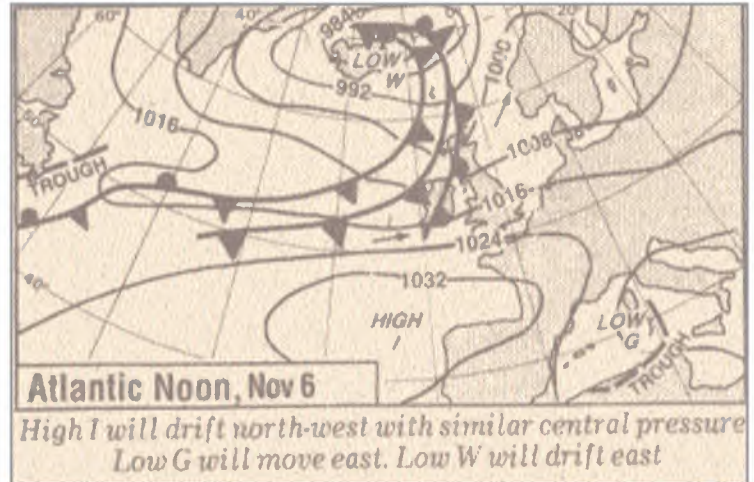 60°
40°
20
984
LOW
W
992
1000
1016
50
1008
TROUGH
1016
1024
40
1032
HIGH
I
LOW
G
TROUGH
Atlantic Noon, Nov 6
High I will drift north-west with similar central pressure
Low G will move east. Low W will drift east